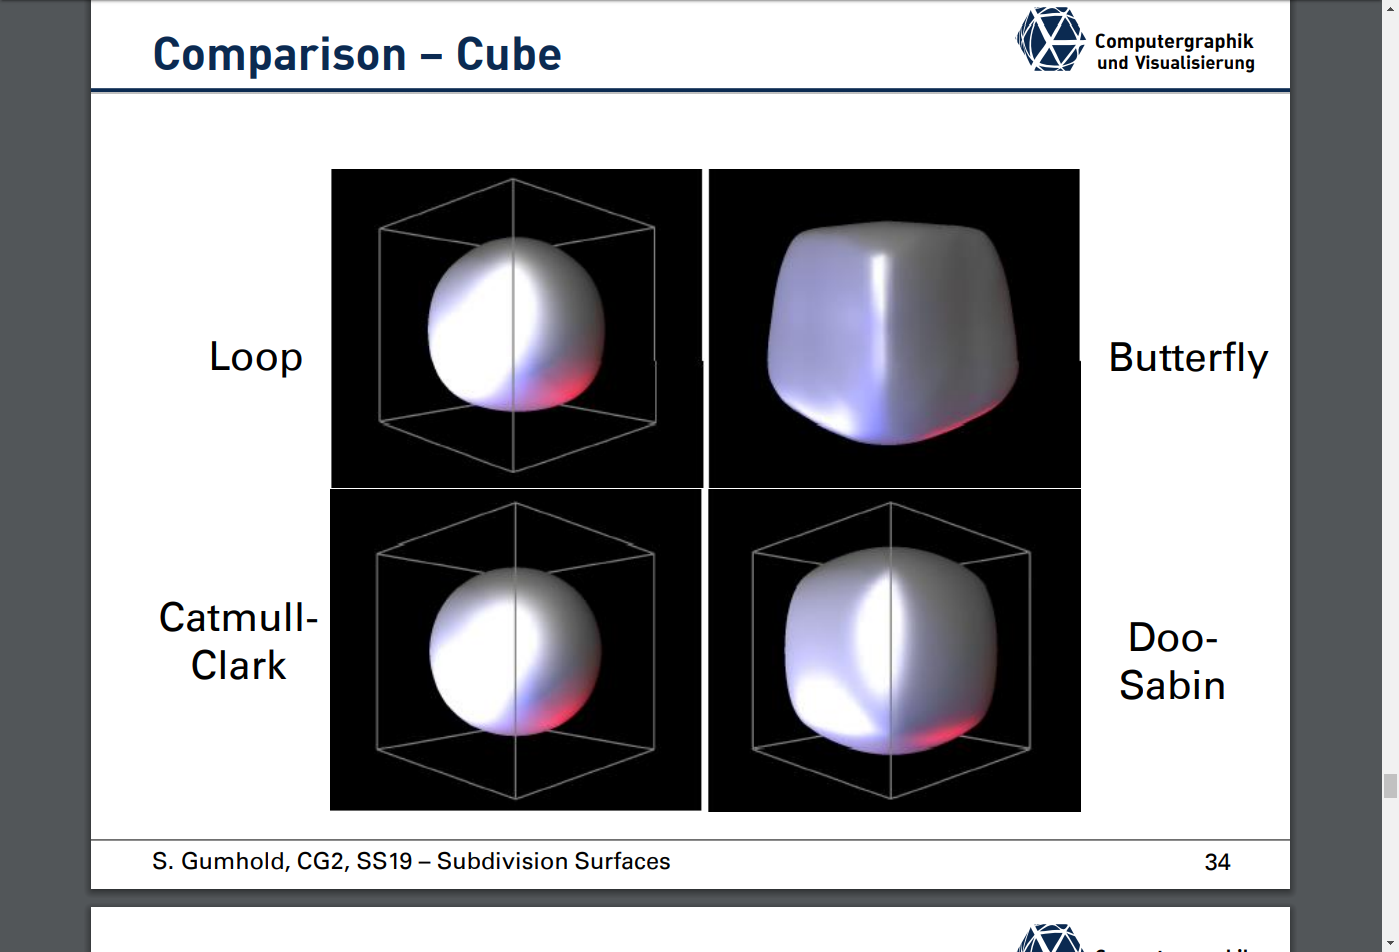 Comparison – Cube
Computergraphik
und Visualisierung
Loop
Butterfly
Catmull-
Clark
Doo-
Sabin
S. Gumhold, CG2, SS19 – Subdivision Surfaces
34